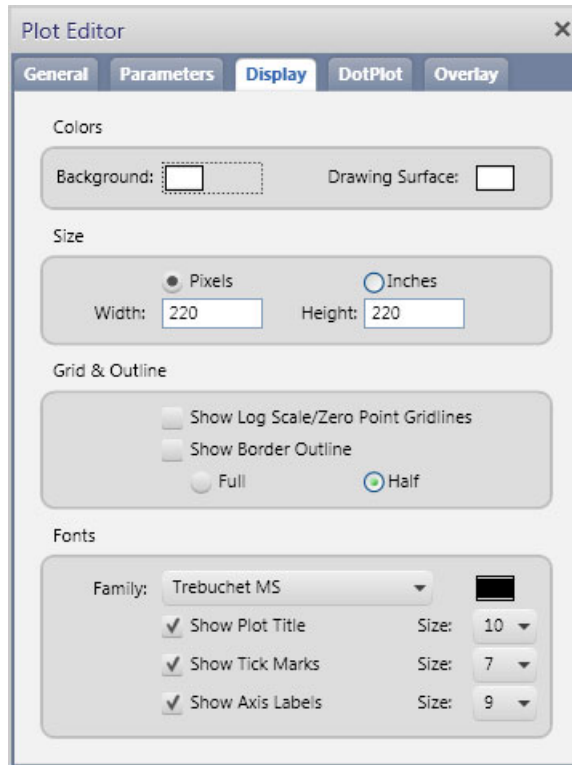 Plot Editor
General Parameters Display DotPlot Overlay
Colors
Background: Drawing Surface:
Size
Pixels Inches
Width: 220 Height: 220
Grid & Outline
Show Log Scale/Zero Point Gridlines
Show Border Outline
Full Half
Fonts
Family: Trebuchet MS
Show Plot Title Size: 10
Show Tick Marks Size: 7
Show Axis Labels Size: 9